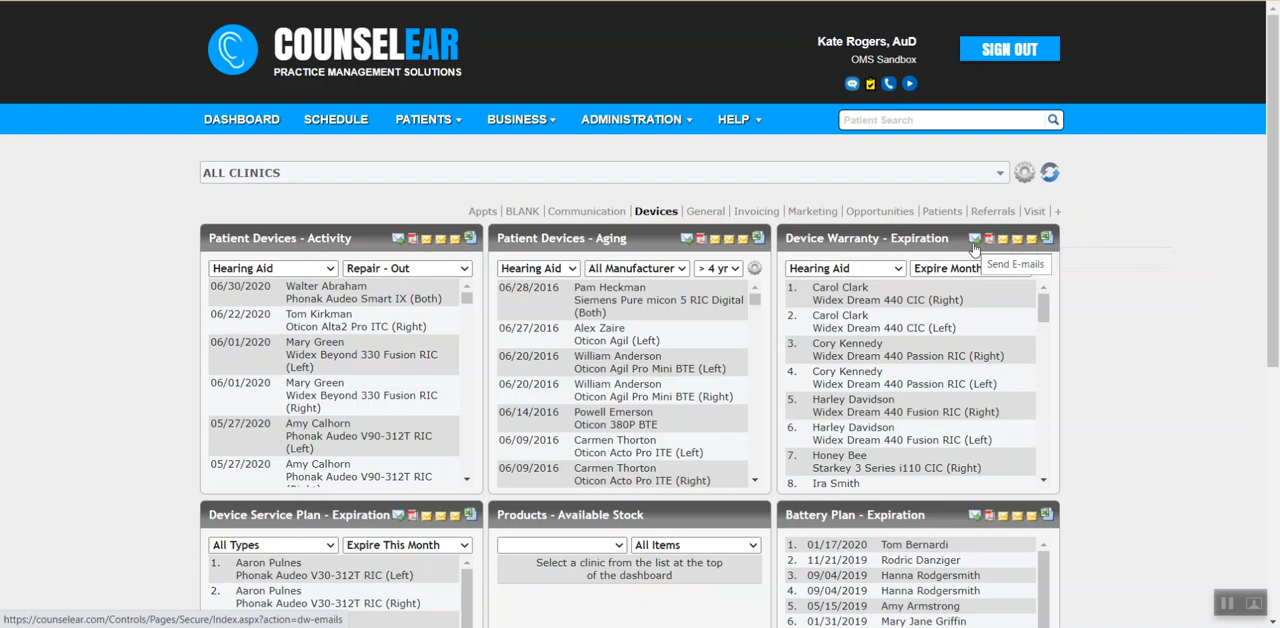 COUNSELEAR
PRACTICE MANAGEMENT SOLUTIONS
Kate Rogers, AuD
OMS Sandbox
SIGN OUT
DASHBOARD SCHEDULE PATIENTS BUSINESS ADMINISTRATION HELP
Patient Search
ALL CLINICS
Appts | BLANK | Communication | Devices | General | Invoicing | Marketing | Opportunities | Patients | Referrals | Visit | +
Patient Devices - Activity
Hearing Aid Repair - Out
06/30/2020 Walter Abraham
Phonak Audeo Smart IX (Both)
06/22/2020 Tom Kirkman
Oticon Alta2 Pro ITC (Right)
06/01/2020 Mary Green
Widex Beyond 330 Fusion RIC
(Left)
06/01/2020 Mary Green
Widex Beyond 330 Fusion RIC
(Right)
05/27/2020 Amy Calhorn
Phonak Audeo V90-312T RIC
(Left)
05/27/2020 Amy Calhorn
Phonak Audeo V90-312T RIC
Patient Devices - Aging
Hearing Aid All Manufacturer > 4 yr
06/28/2016 Pam Heckman
Siemens Pure micon 5 RIC Digital
(Both)
06/27/2016 Alex Zaire
Oticon Agil (Left)
06/20/2016 William Anderson
Oticon Agil Pro Mini BTE (Left)
06/20/2016 William Anderson
Oticon Agil Pro Mini BTE (Right)
06/14/2016 Powell Emerson
Oticon 380P BTE
06/09/2016 Carmen Thorton
Oticon Acto Pro ITE (Left)
06/09/2016 Carmen Thorton
Oticon Acto Pro ITE (Right)
Device Warranty - Expiration
Send E-mails
Hearing Aid Expire Month
1. Carol Clark
Widex Dream 440 CIC (Right)
2. Carol Clark
Widex Dream 440 CIC (Left)
3. Cory Kennedy
Widex Dream 440 Passion RIC (Right)
4. Cory Kennedy
Widex Dream 440 Passion RIC (Left)
5. Harley Davidson
Widex Dream 440 Fusion RIC (Right)
6. Harley Davidson
Widex Dream 440 Fusion RIC (Left)
7. Honey Bee
Starkey 3 Series i110 CIC (Right)
8. Ira Smith
Device Service Plan - Expiration
All Types Expire This Month
1. Aaron Pulnes
Phonak Audeo V30-312T RIC (Left)
2. Aaron Pulnes
Phonak Audeo V30-312T RIC (Right)
Products - Available Stock
All Items
Select a clinic from the list at the top
of the dashboard
Battery Plan - Expiration
1. 01/17/2020 Tom Bernardi
2. 11/21/2019 Rodric Danziger
3. 09/04/2019 Hanna Rodgersmith
4. 09/04/2019 Hanna Rodgersmith
5. 05/15/2019 Amy Armstrong
6. 01/31/2019 Mary Jane Griffin
https://counselear.com/Controls/Pages/Secure/Index.aspx?action=dw-emails